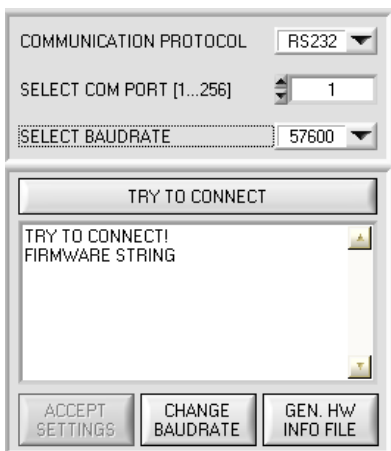 COMMUNICATION PROTOCOL RS232
SELECT COM PORT [1...256] 1
SELECT BAUDRATE 57600
TRY TO CONNECT
TRY TO CONNECT!
FIRMWARE STRING
ACCEPT SETTINGS
CHANGE BAUDRATE
GEN. HW INFO FILE